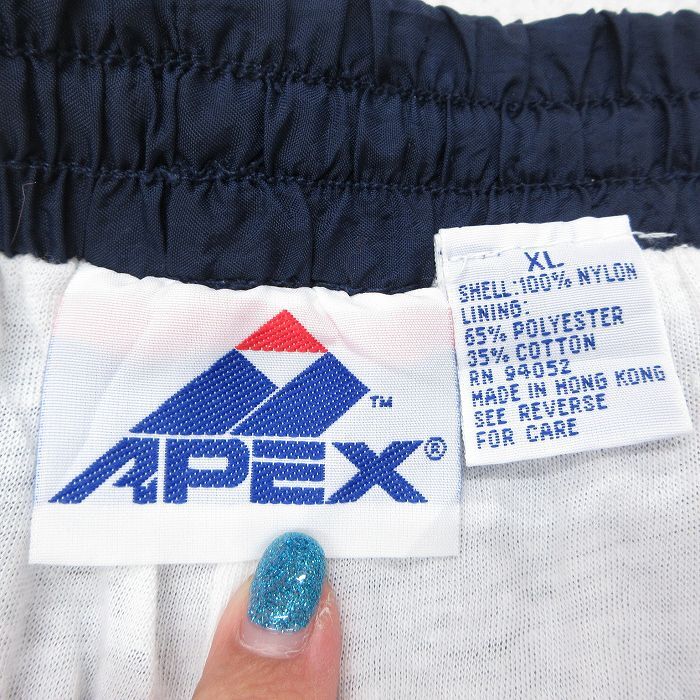 ™
APEX®
XL
SHELL:100% NYLON
LINING:
65% POLYESTER
35% COTTON
RN 94052
MADE IN HONG KONG
SEE REVERSE
FOR CARE